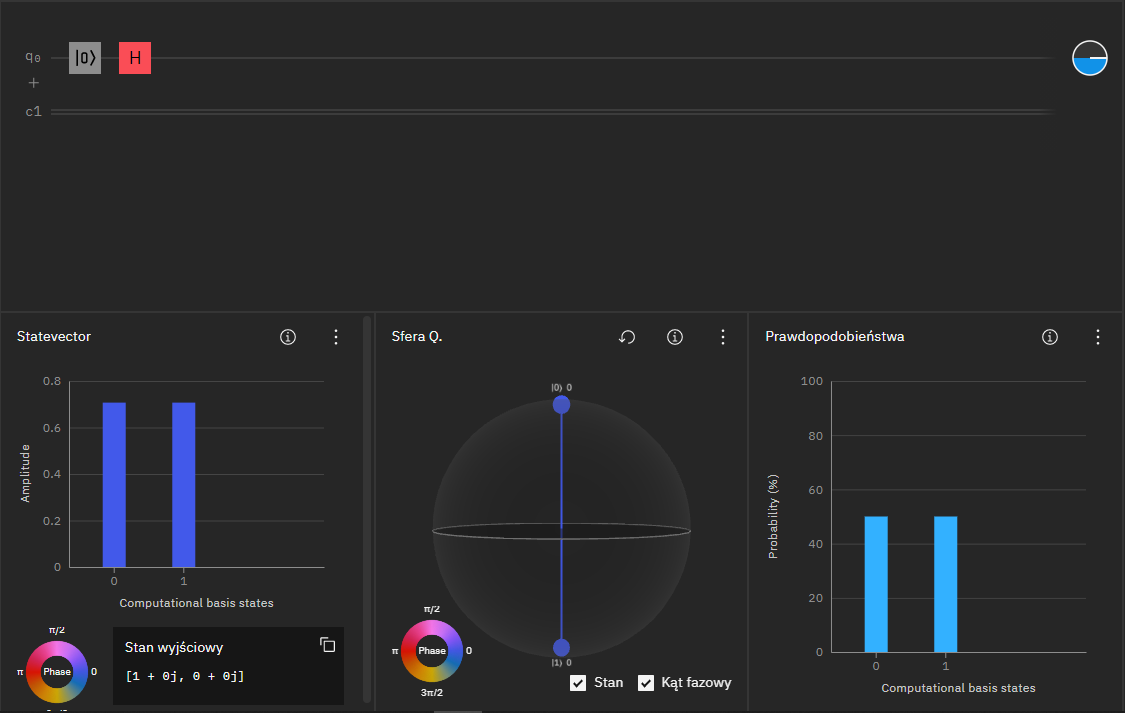 q0
|0⟩
H
+
c1
Statevector
Amplitude
0.8
0.6
0.4
0.2
0
0
1
Computational basis states
π/2
π
Phase
0
Stan wyjściowy
[1 + 0j, 0 + 0j]
Sfera Q.
|0⟩ 0
|1⟩ 0
π/2
π
Phase
0
3π/2
Stan
Kąt fazowy
Prawdopodobieństwa
Probability (%)
100
80
60
40
20
0
0
1
Computational basis states